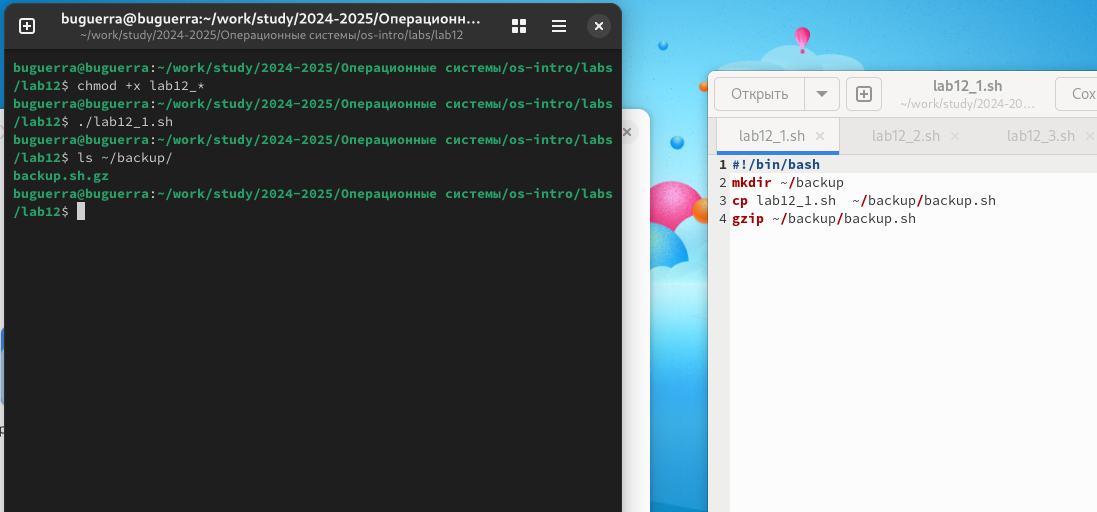 buguerra@buguerra:~/work/study/2024-2025/Операционн...
~/work/study/2024-2025/Операционные системы/os-intro/labs/lab12
buguerra@buguerra:~/work/study/2024-2025/Операционные системы/os-intro/labs
/lab12$ chmod +x lab12_*
buguerra@buguerra:~/work/study/2024-2025/Операционные системы/os-intro/labs
/lab12$ ./lab12_1.sh
buguerra@buguerra:~/work/study/2024-2025/Операционные системы/os-intro/labs
/lab12$ ls ~/backup/
backup.sh.gz
buguerra@buguerra:~/work/study/2024-2025/Операционные системы/os-intro/labs
/lab12$
Открыть
lab12_1.sh
~/work/study/2024-20...
Сох
lab12_1.sh
lab12_2.sh
lab12_3.sh
1 #!/bin/bash
2 mkdir ~/backup
3 cp lab12_1.sh  ~/backup/backup.sh
4 gzip ~/backup/backup.sh